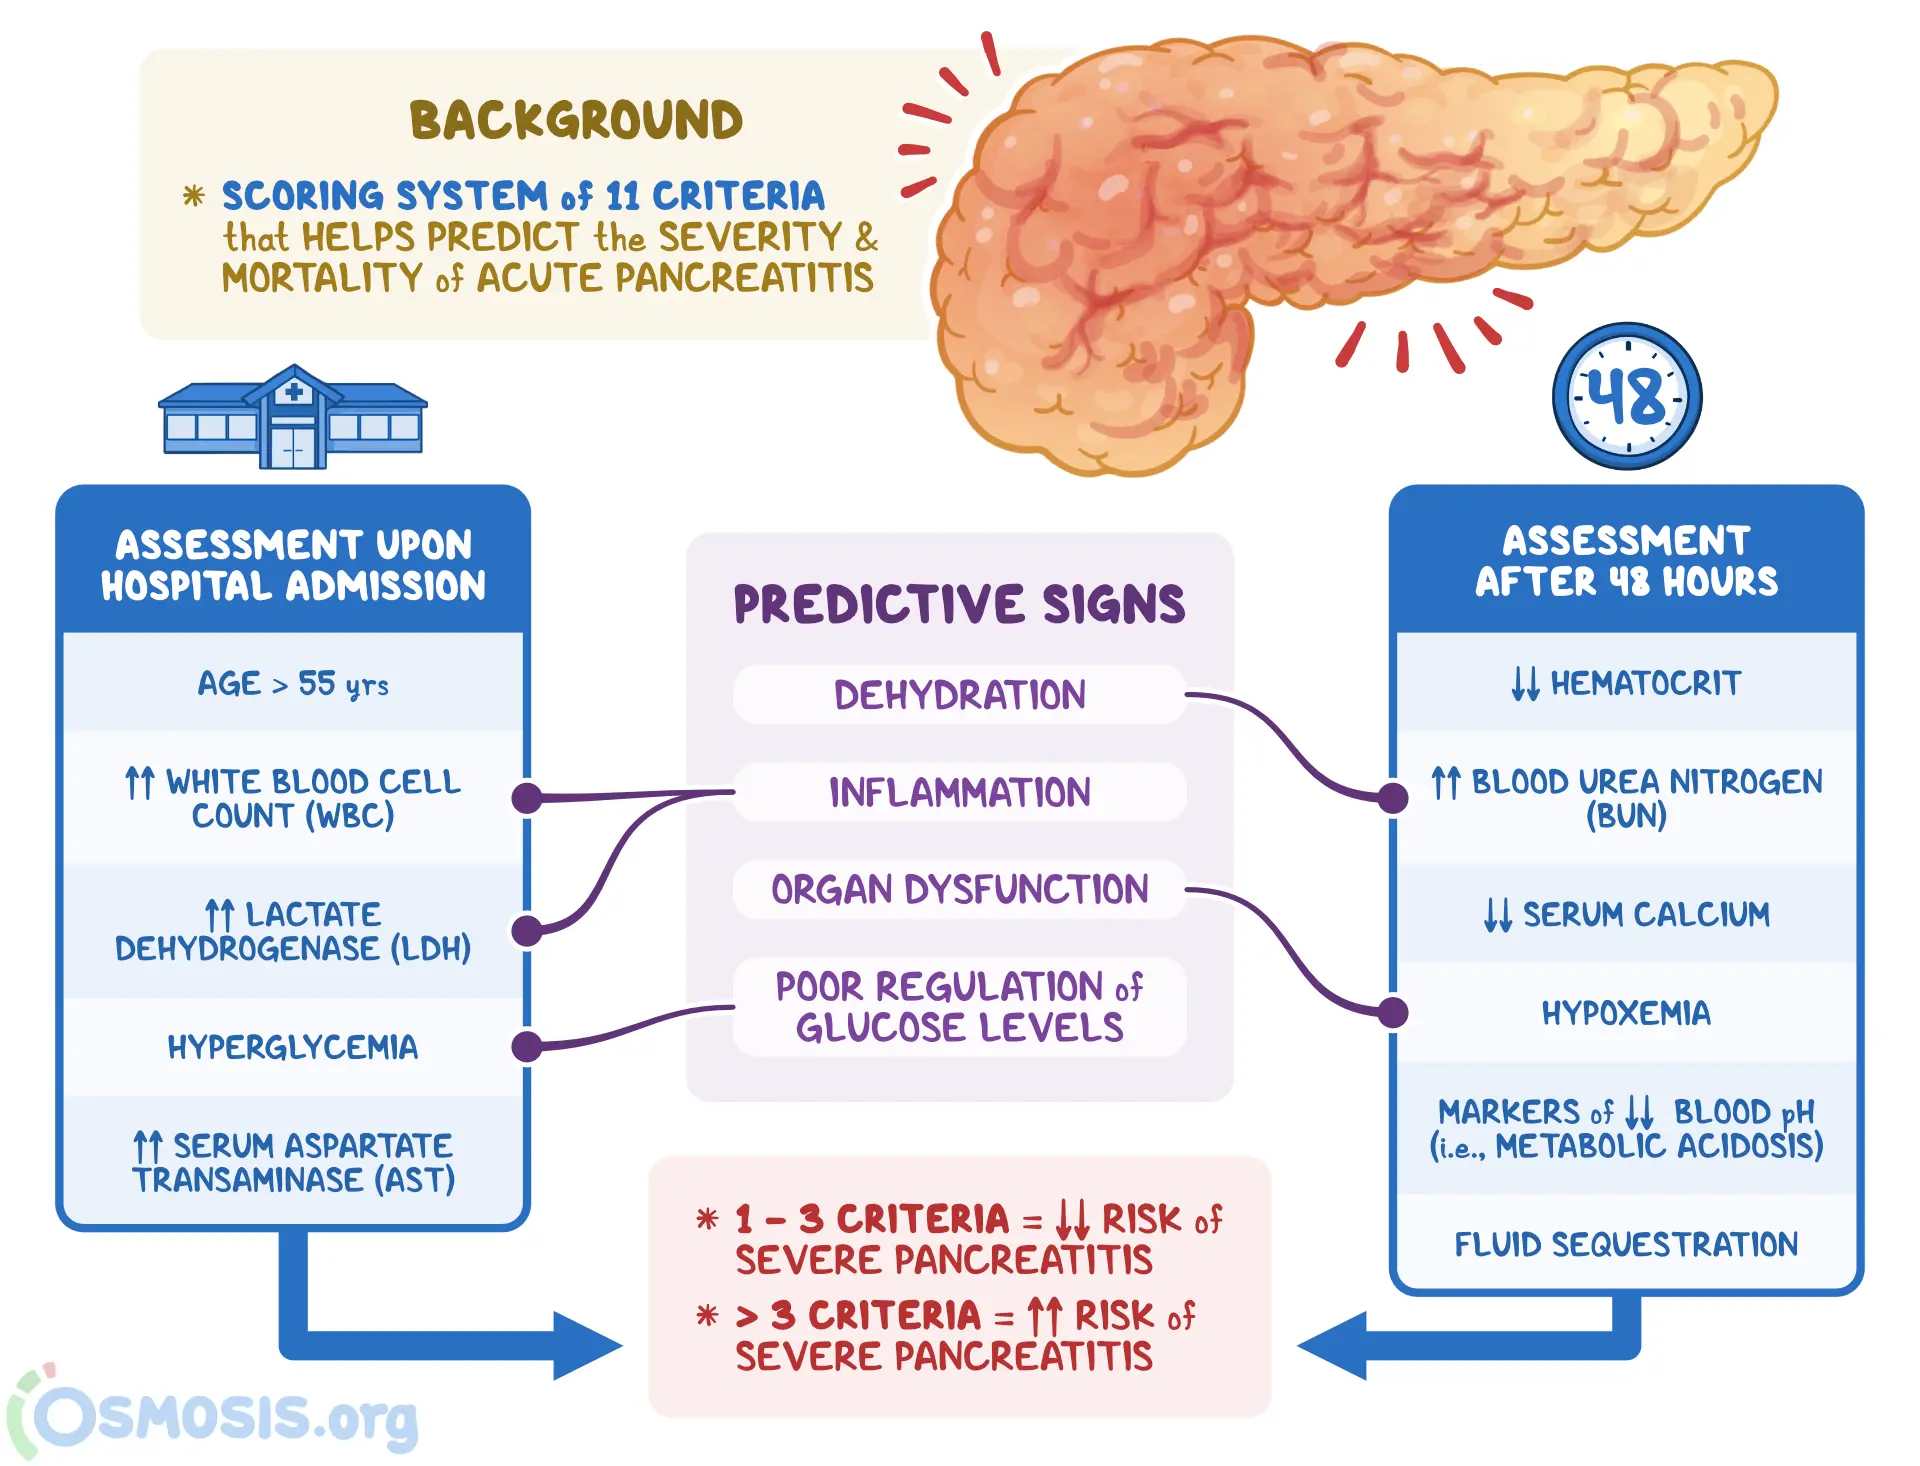 BACKGROUND
* SCORING SYSTEM of 11 CRITERIA
that HELPS PREDICT the SEVERITY &
MORTALITY of ACUTE PANCREATITIS
48
ASSESSMENT UPON
HOSPITAL ADMISSION
AGE > 55 yrs
↑↑ WHITE BLOOD CELL
COUNT (WBC)
↑↑ LACTATE
DEHYDROGENASE (LDH)
HYPERGLYCEMIA
↑↑ SERUM ASPARTATE
TRANSAMINASE (AST)
PREDICTIVE SIGNS
DEHYDRATION
INFLAMMATION
ORGAN DYSFUNCTION
POOR REGULATION of
GLUCOSE LEVELS
ASSESSMENT
AFTER 48 HOURS
↓↓ HEMATOCRIT
↑↑ BLOOD UREA NITROGEN
(BUN)
↓↓ SERUM CALCIUM
HYPOXEMIA
MARKERS of ↓↓ BLOOD pH
(i.e., METABOLIC ACIDOSIS)
FLUID SEQUESTRATION
* 1 - 3 CRITERIA = ↓↓ RISK of
SEVERE PANCREATITIS
* > 3 CRITERIA = ↑↑ RISK of
SEVERE PANCREATITIS
OSMOSIS.org